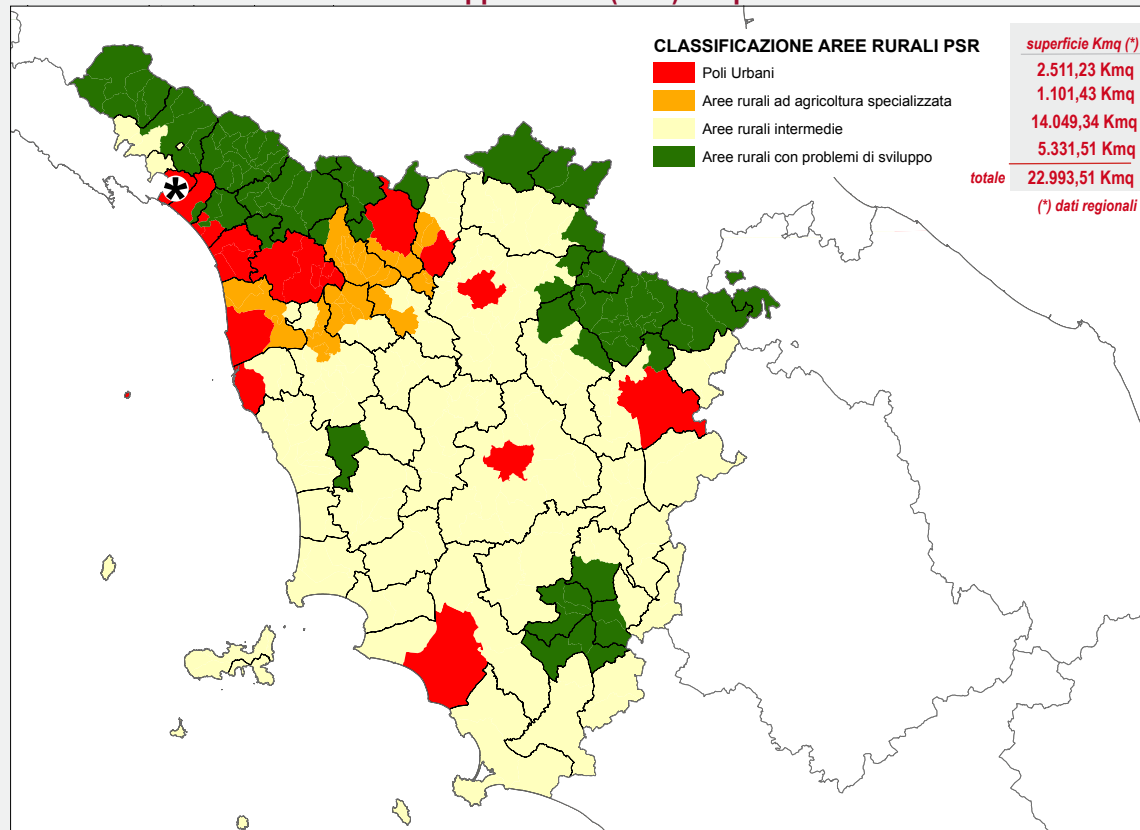 CLASSIFICAZIONE AREE RURALI PSR
superficie Kmq (*)
Poli Urbani
2.511,23 Kmq
Aree rurali ad agricoltura specializzata
1.101,43 Kmq
Aree rurali intermedie
14.049,34 Kmq
Aree rurali con problemi di sviluppo
5.331,51 Kmq
totale 22.993,51 Kmq
(*) dati regionali
*